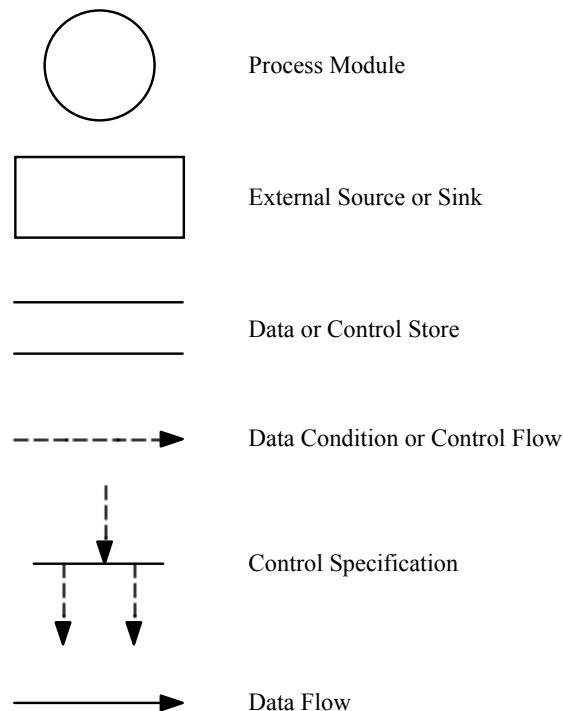 Process Module
External Source or Sink
Data or Control Store
Data Condition or Control Flow
Control Specification
Data Flow